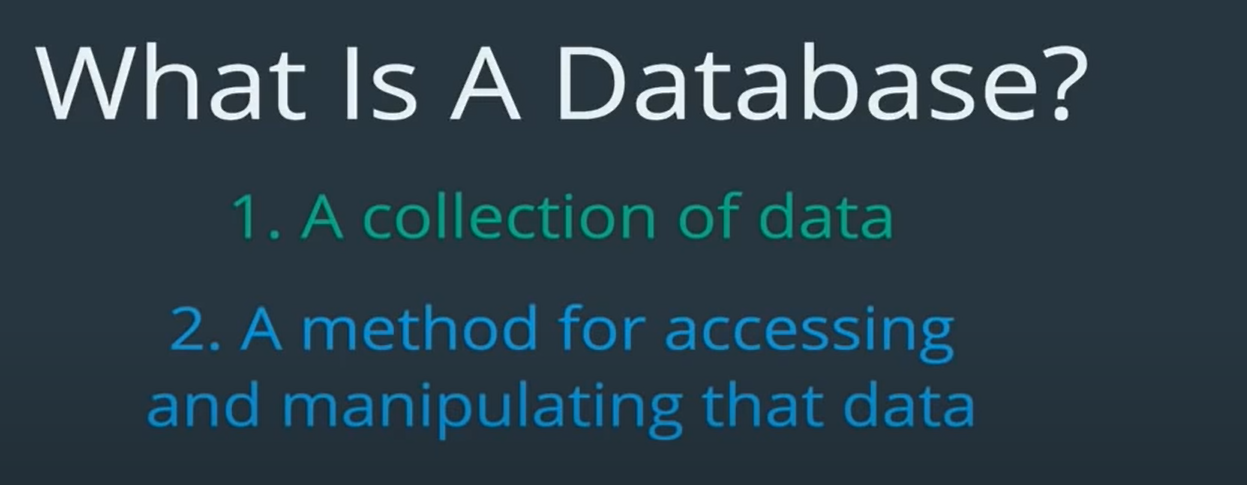 What Is A Database?
1. A collection of data
2. A method for accessing
and manipulating that data